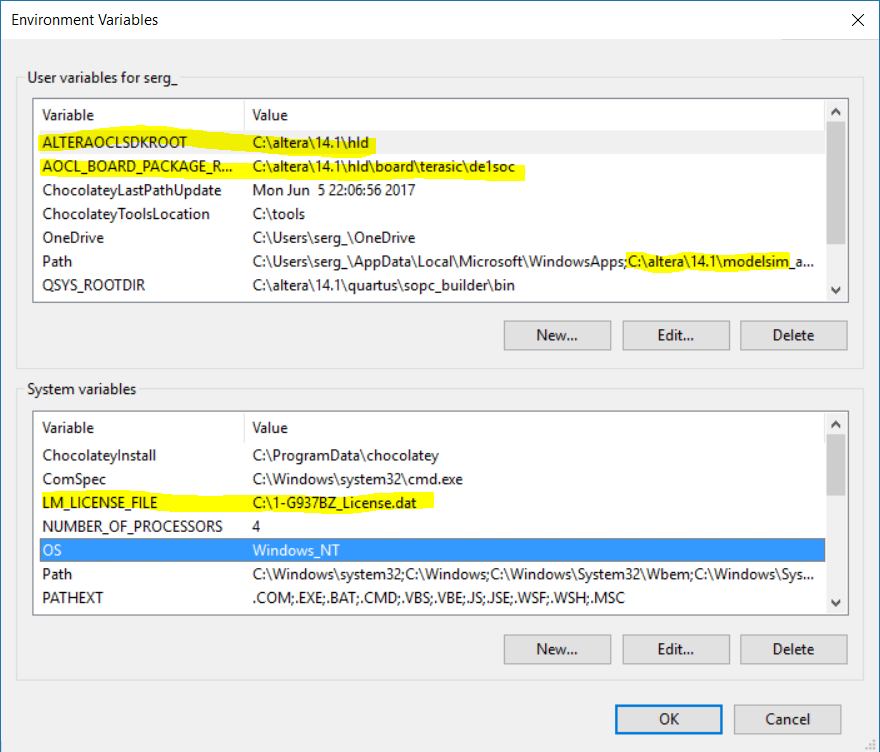 Environment Variables
User variables for serg_
Variable Value
ALTERAOCLSDKROOT C:\altera\14.1\hld
AOCL_BOARD_PACKAGE_R... C:\altera\14.1\hld\board\terasic\de1soc
ChocolateyLastPathUpdate Mon Jun  5 22:06:56 2017
ChocolateyToolsLocation C:\tools
OneDrive C:\Users\serg_\OneDrive
Path C:\Users\serg_\AppData\Local\Microsoft\WindowsApps;C:\altera\14.1\modelsim_a...
QSYS_ROOTDIR C:\altera\14.1\quartus\sopc_builder\bin
New... Edit... Delete
System variables
Variable Value
ChocolateyInstall C:\ProgramData\chocolatey
ComSpec C:\Windows\system32\cmd.exe
LM_LICENSE_FILE C:\1-G937BZ_License.dat
NUMBER_OF_PROCESSORS 4
OS Windows_NT
Path C:\Windows\system32;C:\Windows;C:\Windows\System32\Wbem;C:\Windows\Sys...
PATHEXT .COM;.EXE;.BAT;.CMD;.VBS;.VBE;.JS;.JSE;.WSF;.WSH;.MSC
New... Edit... Delete
OK Cancel